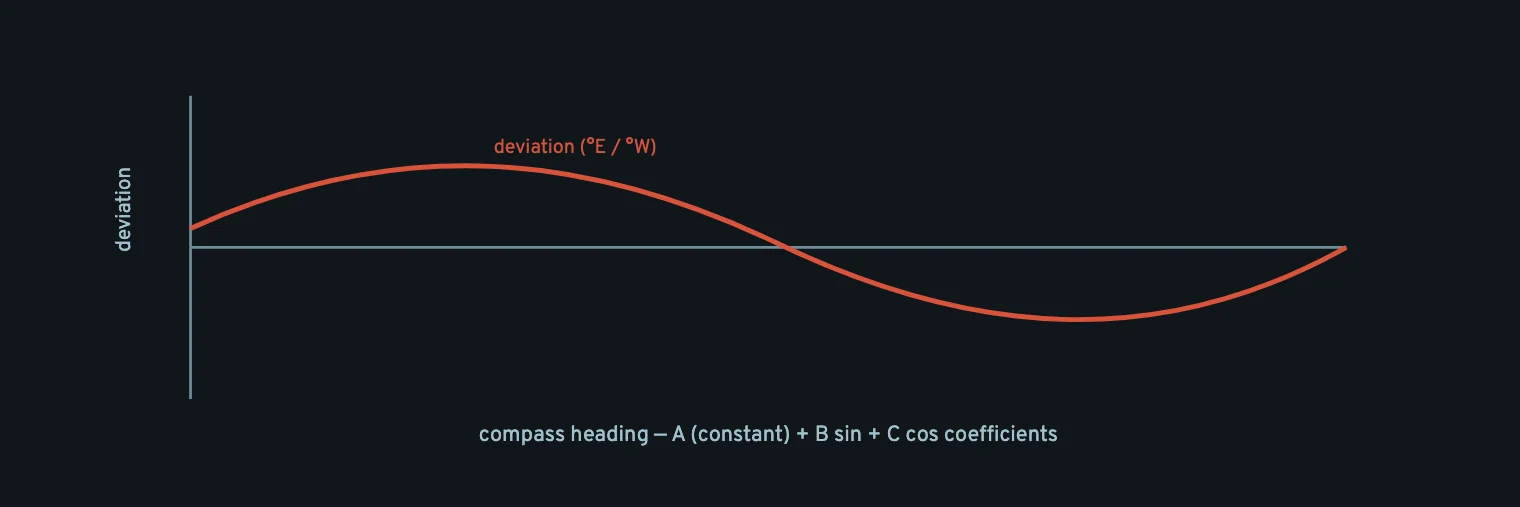 deviation (°E / °W)
deviation
compass heading — A (constant) + B sin + C cos coefficients